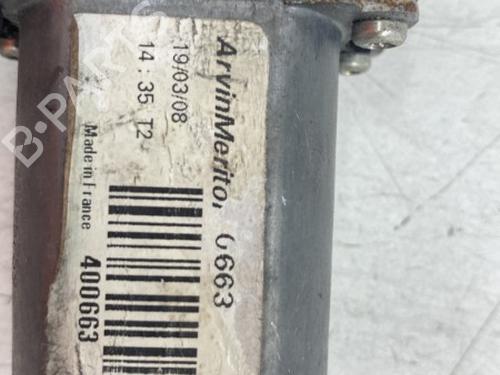 ArvinMeritor 0663
19/03/08
14:35 T2
Made in France 400663
B-PARTS